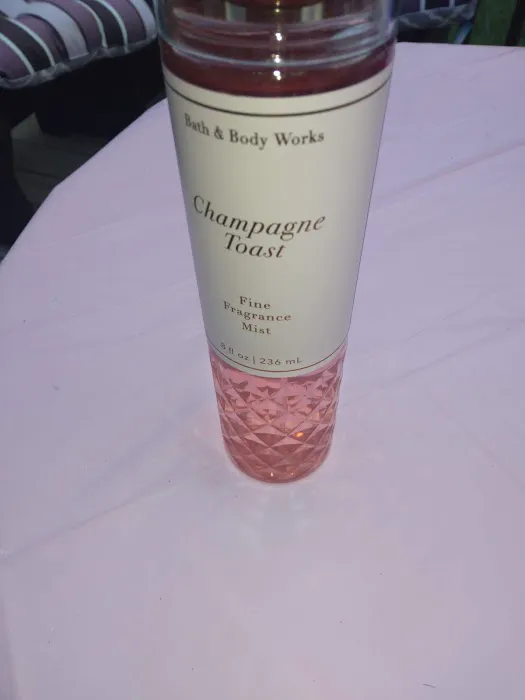 Bath & Body Works
Champagne
Toast
Fine
Fragrance
Mist
8 fl oz | 236 mL